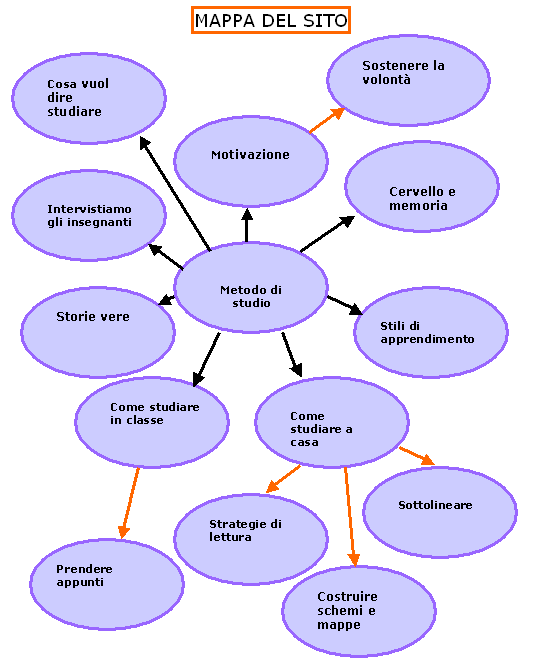 MAPPA DEL SITO
Sostenere la
volontà
Cosa vuol
dire
studiare
Motivazione
Cervello e
memoria
Intervistiamo
gli insegnanti
Metodo di
studio
Storie vere
Stili di
apprendimento
Come studiare
in classe
Come
studiare a
casa
Sottolineare
Strategie di
lettura
Prendere
appunti
Costruire
schemi e
mappe